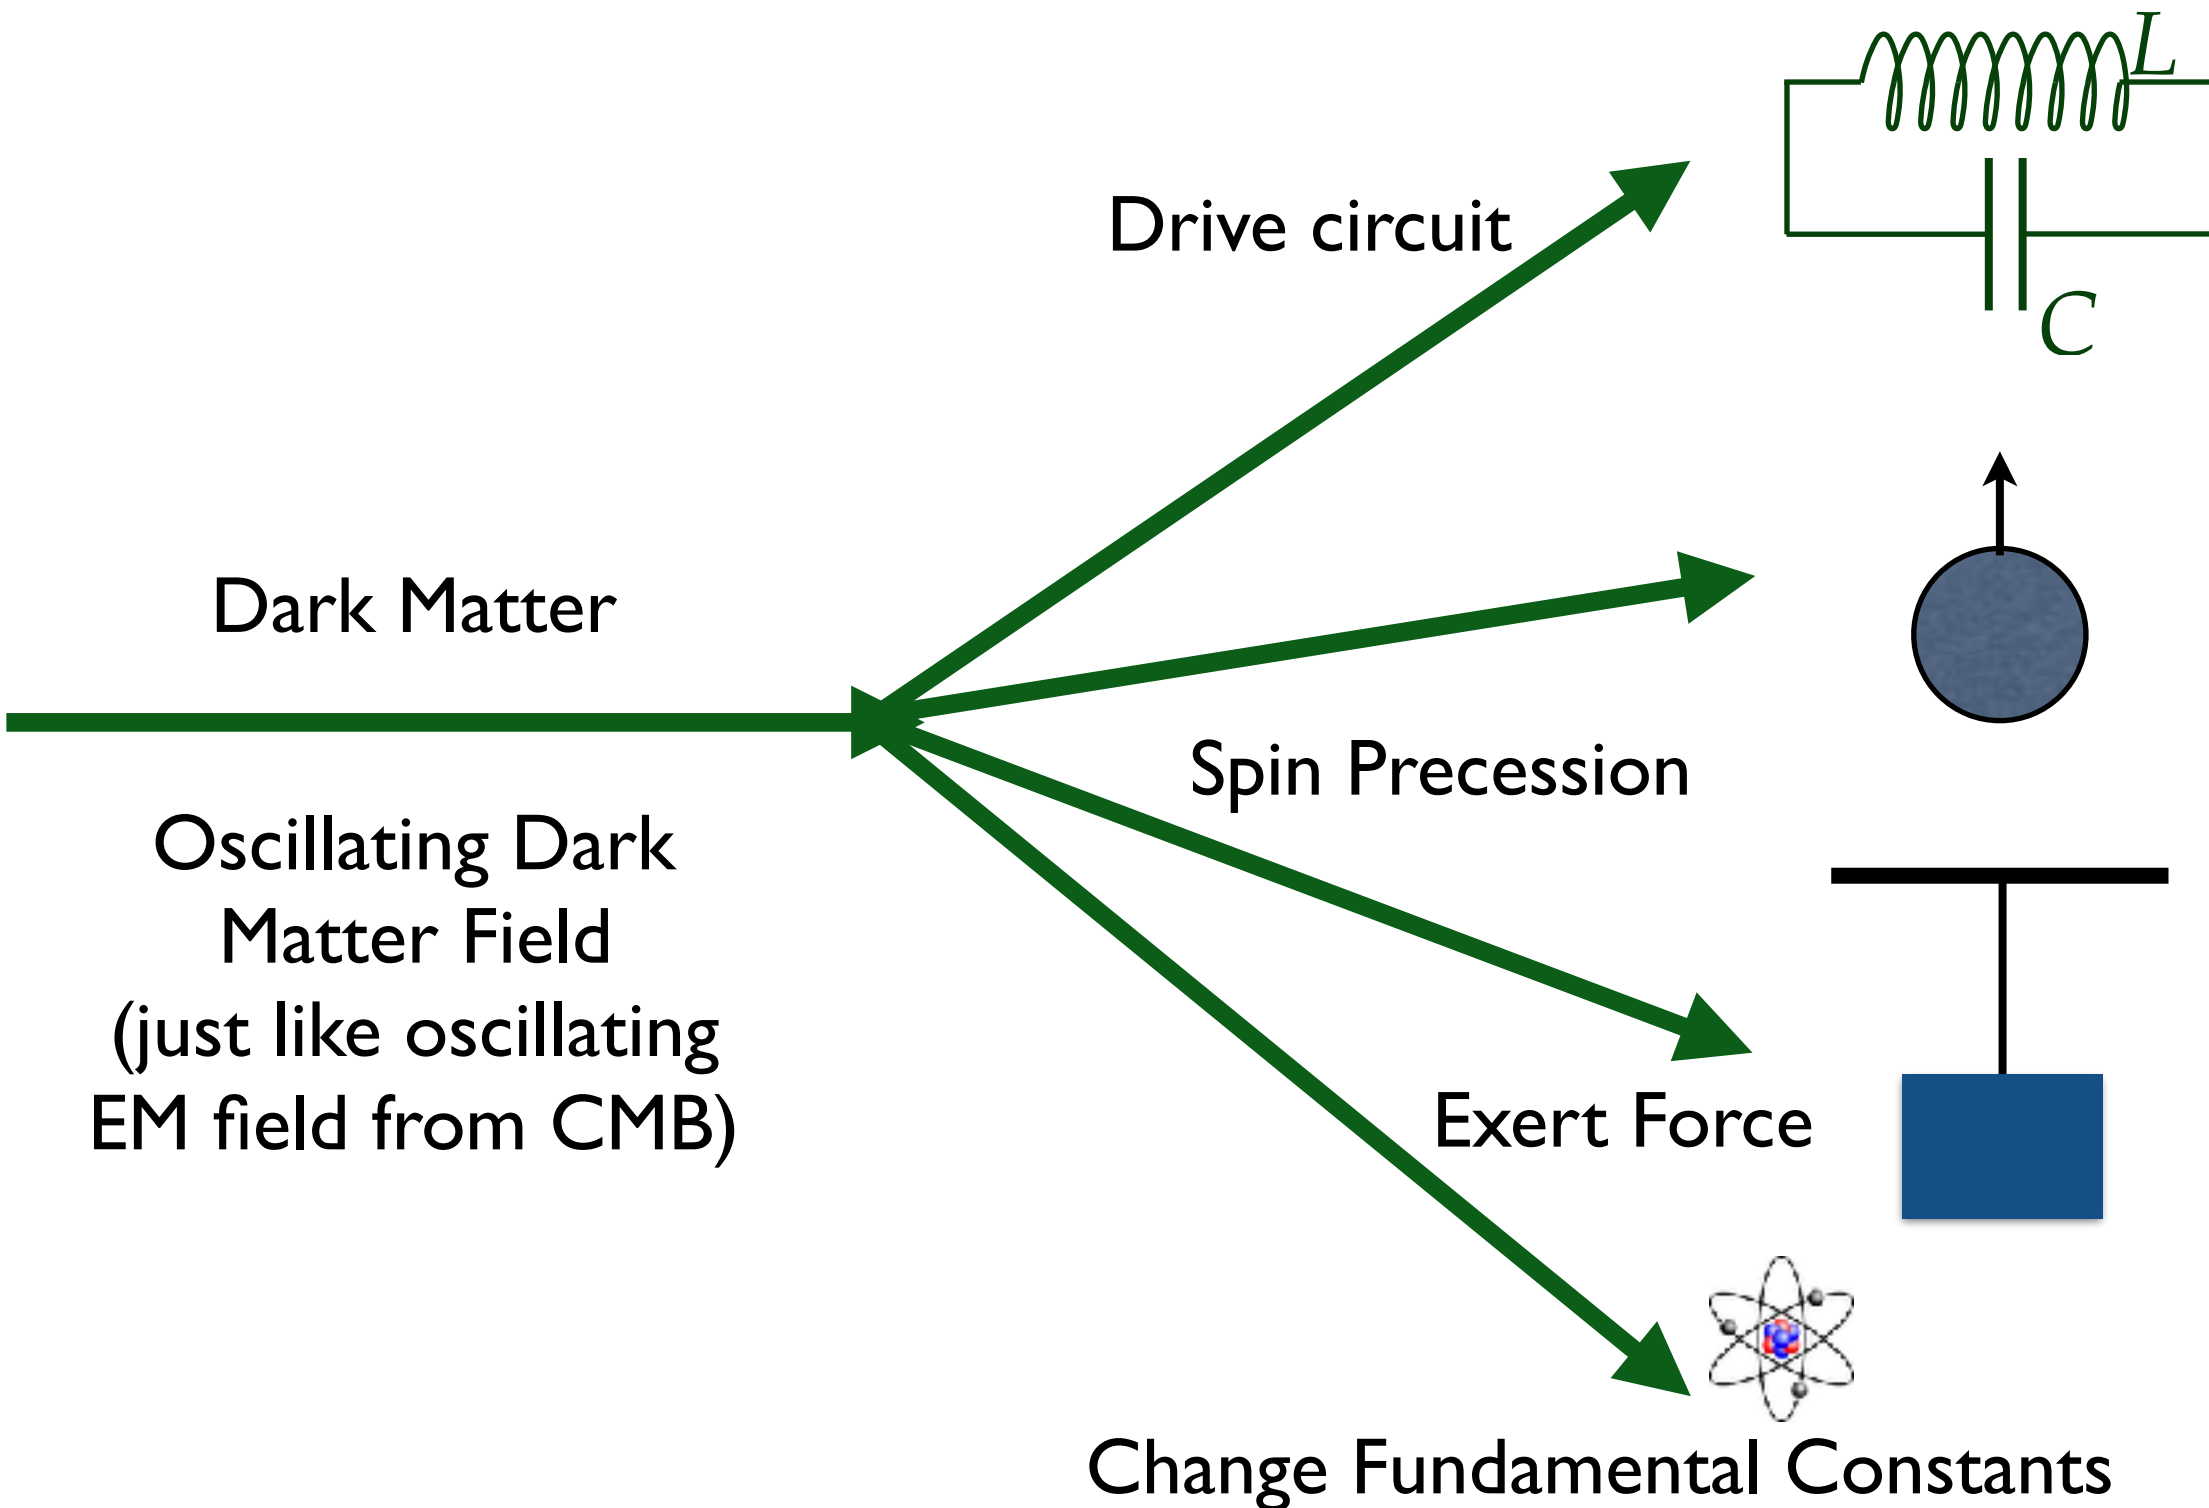 L
Drive circuit
C
Dark Matter
Spin Precession
Oscillating Dark
Matter Field
(just like oscillating
EM field from CMB)
Exert Force
Change Fundamental Constants